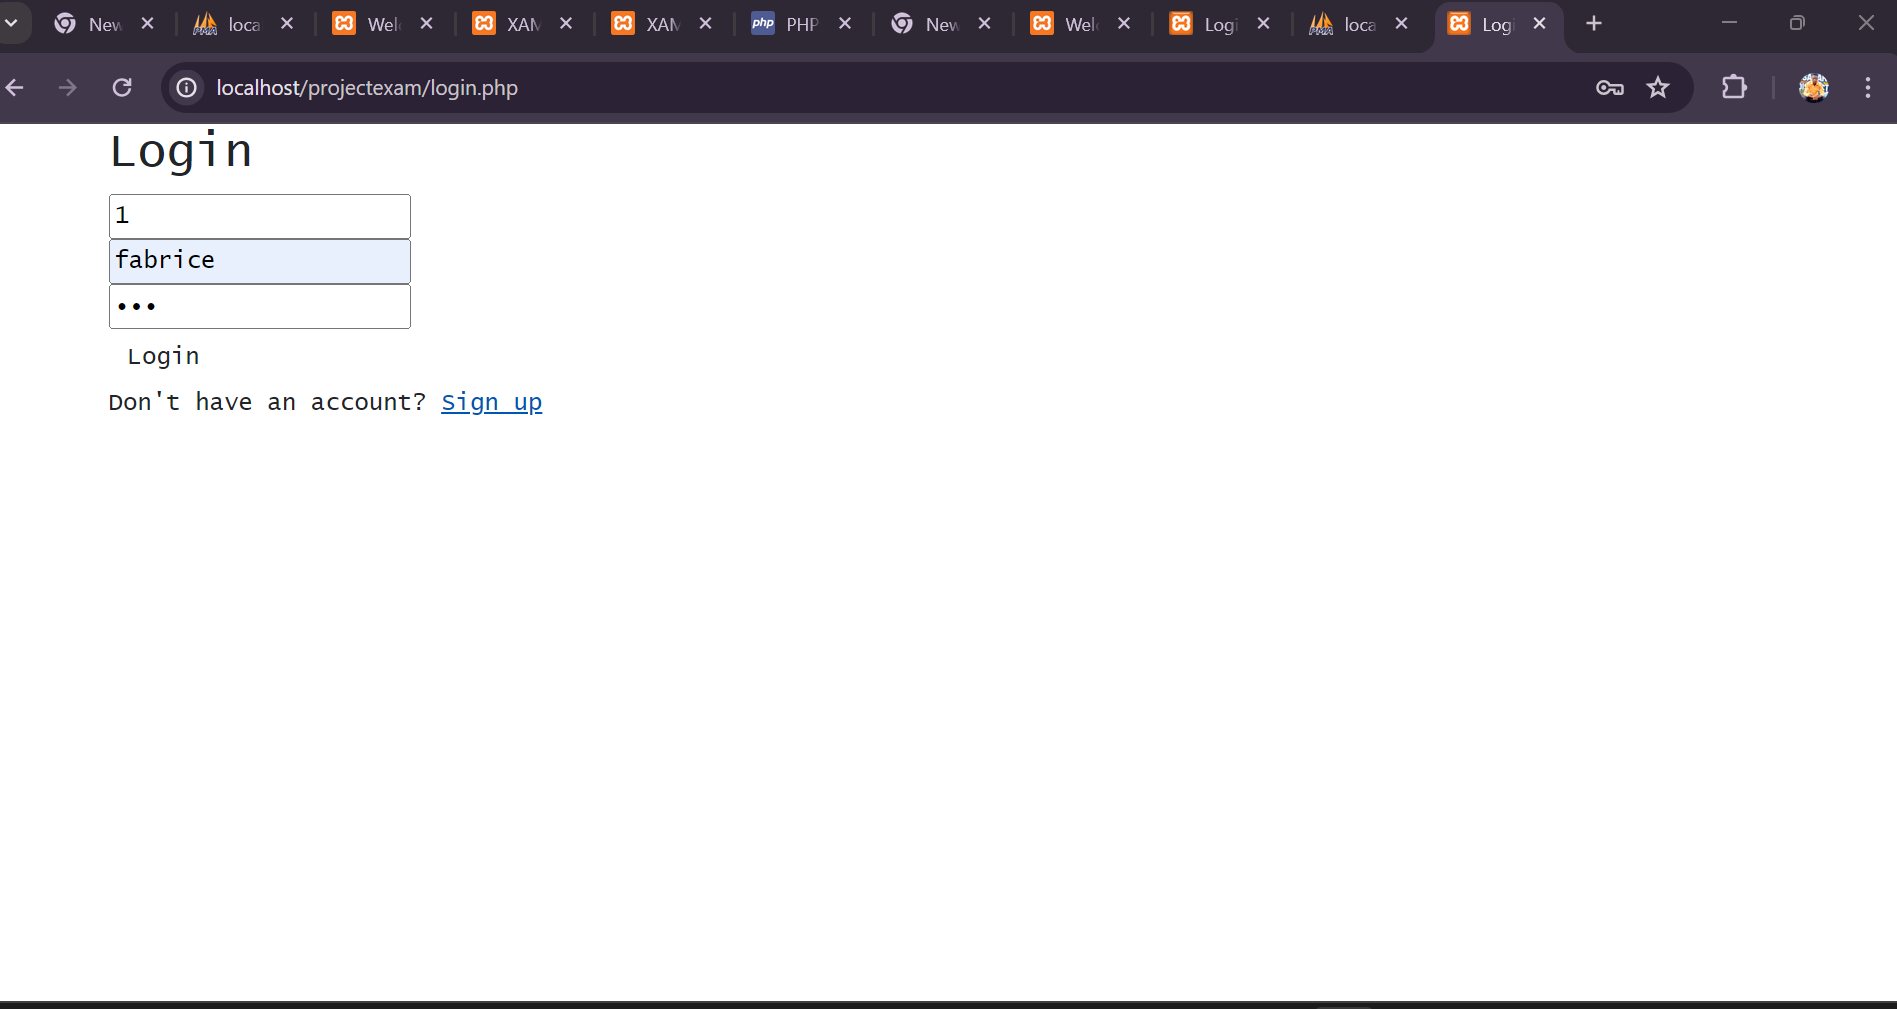 New
loca
Wel
XAM
XAM
PHP
New
Wel
Logi
loca
Logi
localhost/projectexam/login.php
Login
1
fabrice
•••
Login
Don't have an account? Sign up